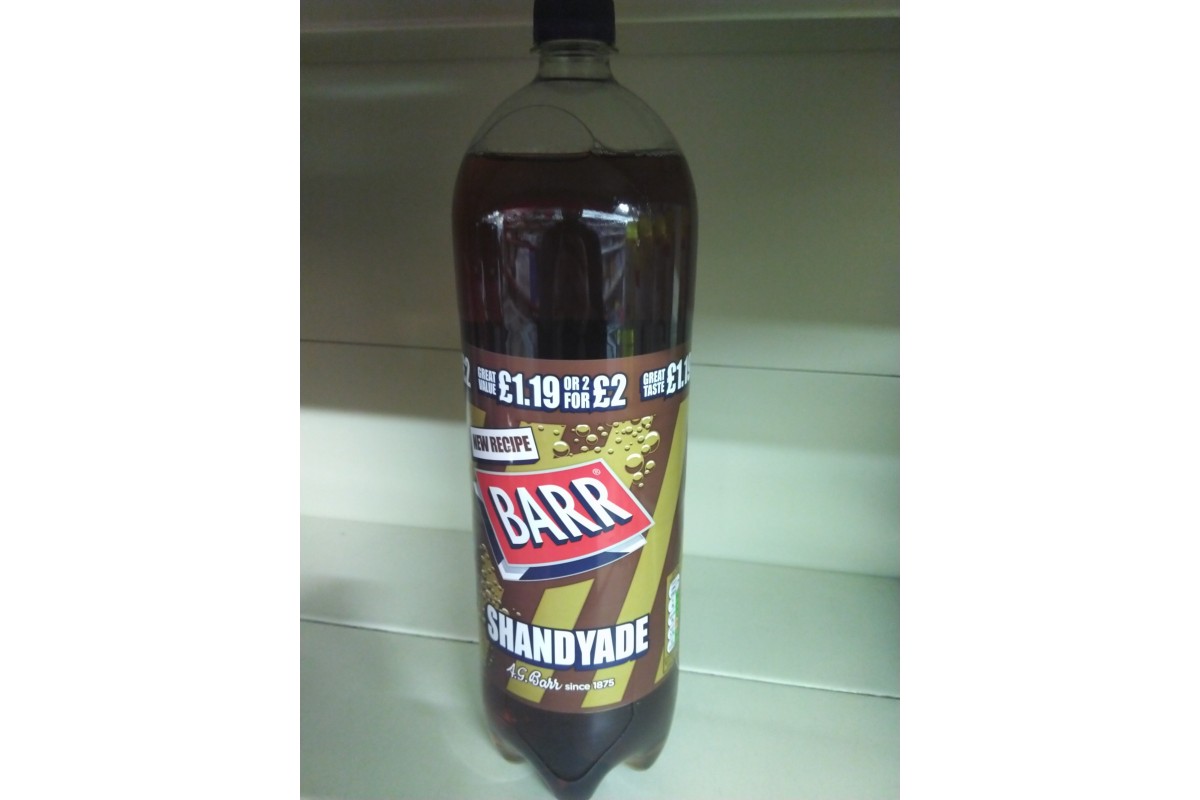 GREAT VALUE £1.19 OR 2 FOR £2
GREAT TASTE
NEW RECIPE
BARR
SHANDYADE
A.G. Barr since 1875